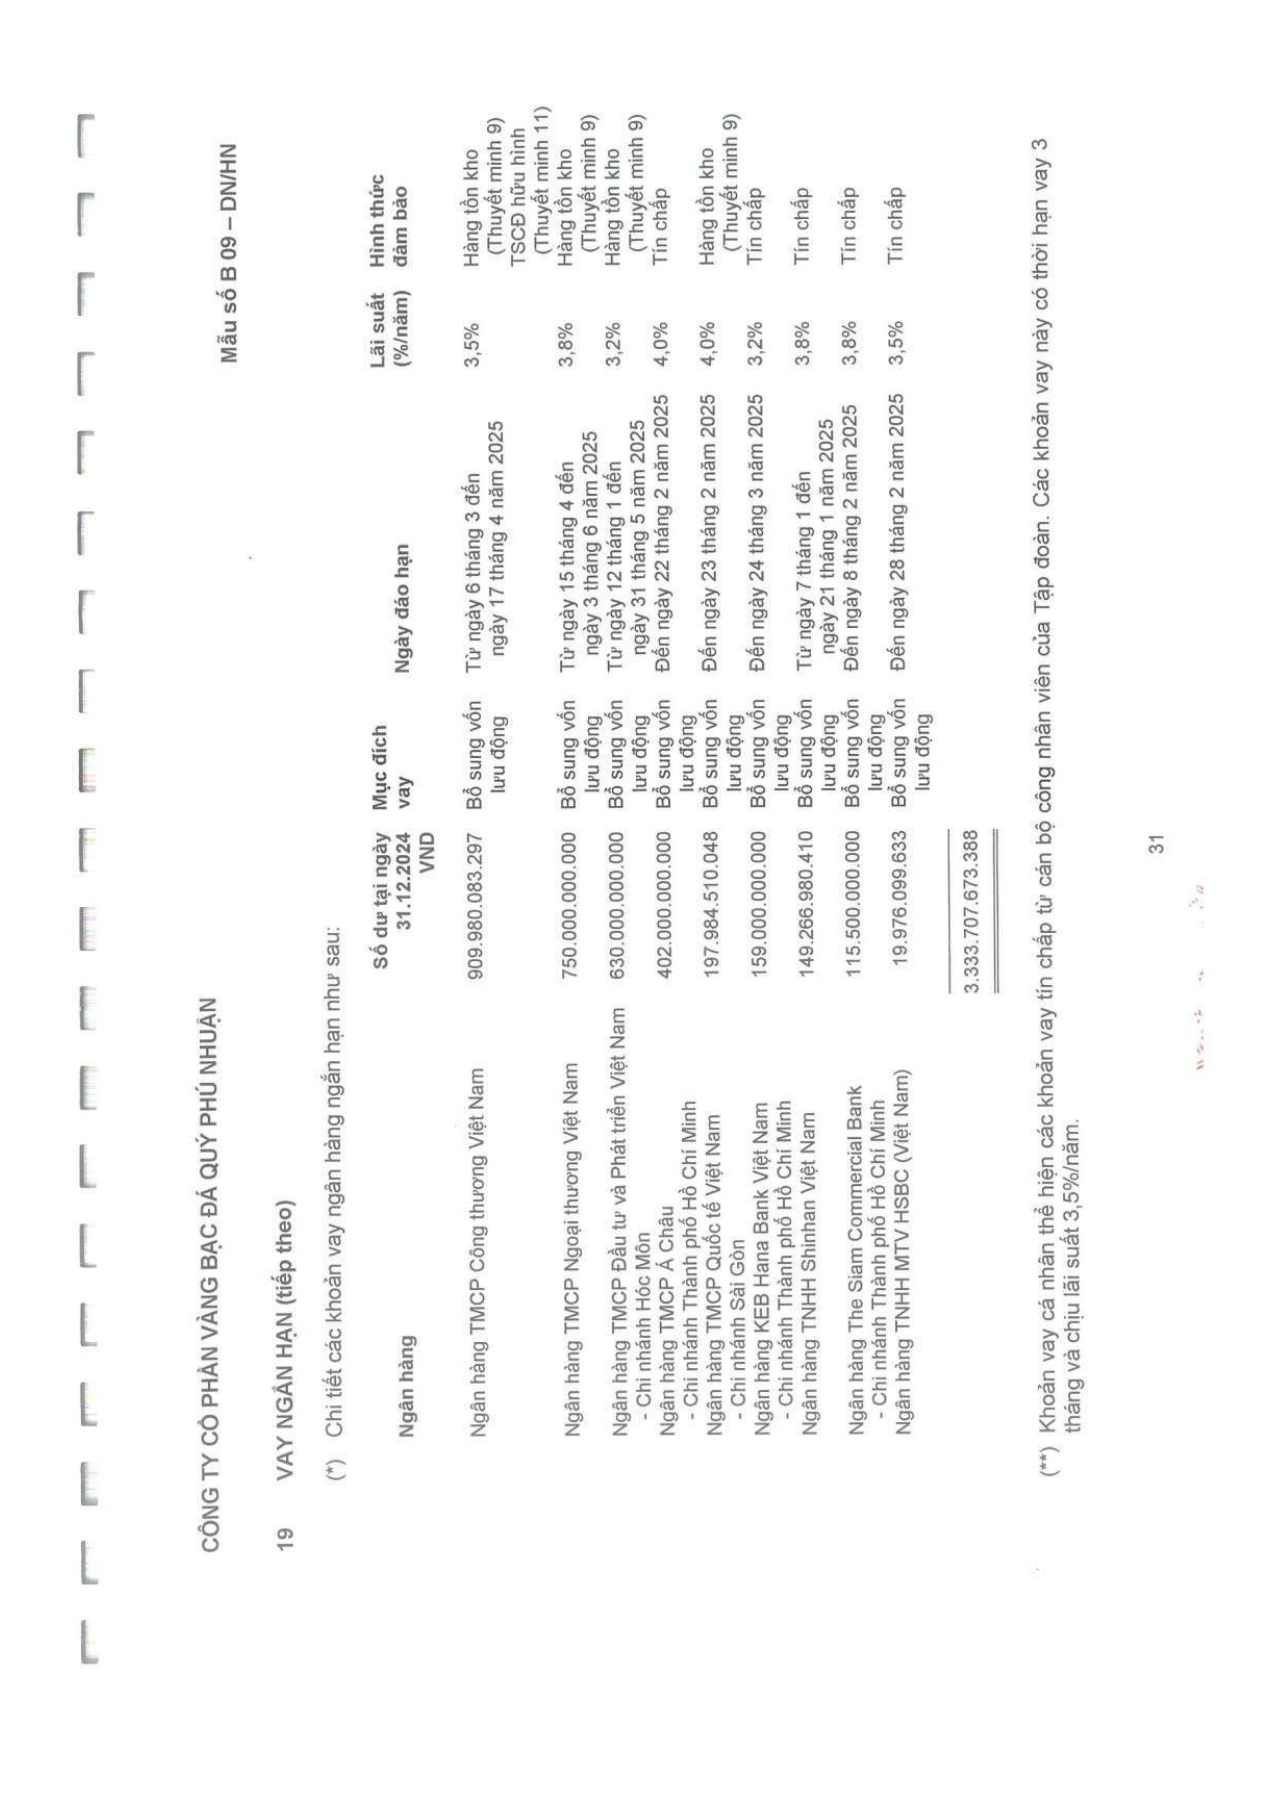 CÔNG TY CỔ PHẦN VÀNG BẠC ĐÁ QUÝ PHÚ NHUẬN
Mẫu số B 09 – DN/HN
19 VAY NGẮN HẠN (tiếp theo)
(*) Chi tiết các khoản vay ngân hàng ngắn hạn như sau:
Ngân hàng Số dư tại ngày Mục đích Ngày đáo hạn Lãi suất Hình thức
31.12.2024 vay (%/năm) đảm bảo
VND
Ngân hàng TMCP Công thương Việt Nam 909.980.083.297 Bổ sung vốn Từ ngày 6 tháng 3 đến 3,5% Hàng tồn kho
lưu động ngày 17 tháng 4 năm 2025 (Thuyết minh 9)
TSCĐ hữu hình
(Thuyết minh 11)
Ngân hàng TMCP Ngoại thương Việt Nam 750.000.000.000 Bổ sung vốn Từ ngày 15 tháng 4 đến 3,8% Hàng tồn kho
lưu động ngày 3 tháng 6 năm 2025 (Thuyết minh 9)
Ngân hàng TMCP Đầu tư và Phát triển Việt Nam 630.000.000.000 Bổ sung vốn Từ ngày 12 tháng 1 đến 3,2% Hàng tồn kho
- Chi nhánh Hóc Môn lưu động ngày 31 tháng 5 năm 2025 (Thuyết minh 9)
Ngân hàng TMCP Á Châu 402.000.000.000 Bổ sung vốn Đến ngày 22 tháng 2 năm 2025 4,0% Tín chấp
- Chi nhánh Thành phố Hồ Chí Minh lưu động
Ngân hàng TMCP Quốc tế Việt Nam 197.984.510.048 Bổ sung vốn Đến ngày 23 tháng 2 năm 2025 4,0% Hàng tồn kho
- Chi nhánh Sài Gòn lưu động (Thuyết minh 9)
Ngân hàng KEB Hana Bank Việt Nam 159.000.000.000 Bổ sung vốn Đến ngày 24 tháng 3 năm 2025 3,2% Tín chấp
- Chi nhánh Thành phố Hồ Chí Minh lưu động
Ngân hàng TNHH Shinhan Việt Nam 149.266.980.410 Bổ sung vốn Từ ngày 7 tháng 1 đến 3,8% Tín chấp
lưu động ngày 21 tháng 1 năm 2025
Ngân hàng The Siam Commercial Bank 115.500.000.000 Bổ sung vốn Đến ngày 8 tháng 2 năm 2025 3,8% Tín chấp
- Chi nhánh Thành phố Hồ Chí Minh lưu động
Ngân hàng TNHH MTV HSBC (Việt Nam) 19.976.099.633 Bổ sung vốn Đến ngày 28 tháng 2 năm 2025 3,5% Tín chấp
lưu động
3.333.707.673.388
(**) Khoản vay cá nhân thể hiện các khoản vay tín chấp từ cán bộ công nhân viên của Tập đoàn. Các khoản vay này có thời hạn vay 3
tháng và chịu lãi suất 3,5%/năm.
31